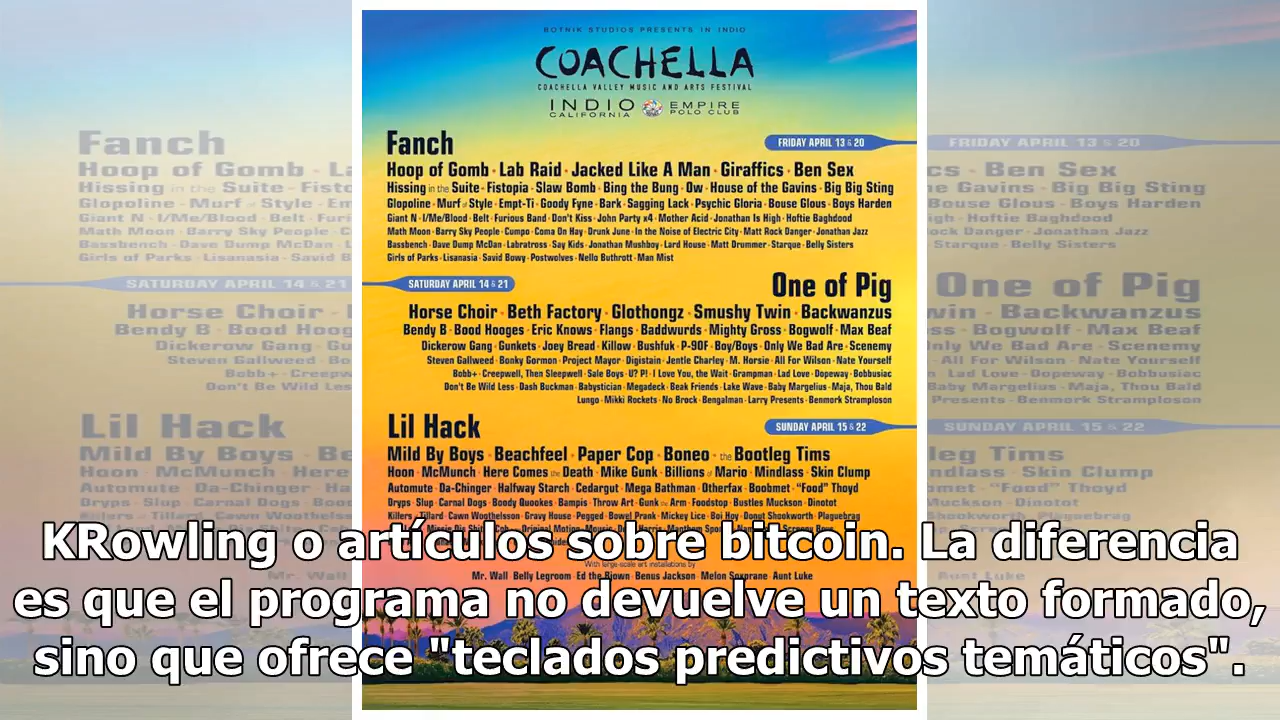 BOTNIK STUDIOS PRESENTS IN INDIO
COACHELLA
COACHELLA VALLEY MUSIC AND ARTS FESTIVAL
INDIO CALIFORNIA EMPIRE POLO CLUB
Fanch
FRIDAY APRIL 13 & 20
Hoop of Gomb · Lab Raid · Jacked Like A Man · Giraffics · Ben Sex
Hissing in the Suite · Fistopia · Slaw Bomb · Bing the Bung · Ow · House of the Gavins · Big Big Sting
Glopoline · Murf of Style · Empt-Ti · Goody Fyne · Bark · Sagging Lack · Psychic Gloria · Bouse Glous · Boys Harden
Giant N · I/Me/Blood · Belt · Furious Band · Don't Kiss · John Party x4 · Mother Acid · Jonathan Is High · Hoftie Baghdood
Math Moon · Barry Sky People · Cumpo · Coma On Hay · Drunk June · In the Noise of Electric City · Matt Rock Danger · Jonathan Jazz
Bassbench · Dave Dump McDan · Labratross · Say Kids · Jonathan Mushboy · Lard House · Matt Drummer · Starque · Belly Sisters
Girls of Parks · Lisanasia · Savid Bowy · Postwolves · Nello Buthrott · Man Mist
SATURDAY APRIL 14 & 21
One of Pig
Horse Choir · Beth Factory · Glothongz · Smushy Twin · Backwanzus
Bendy B · Bood Hooges · Eric Knows · Flangs · Baddwurds · Mighty Gross · Bogwolf · Max Beaf
Dickerow Gang · Gunkets · Joey Bread · Killow · Bushfuk · P-90F · Boy/Boys · Only We Bad Are · Scenemy
Steven Gallweed · Bonky Gormon · Project Mayor · Digistain · Jentle Charley · M. Horsie · All For Wilson · Nate Yourself
Bobb+ · Creepwell, Then Sleepwell · Sale Boys · U? P! · I Love You, the Wait · Grampman · Lad Love · Dopeway · Bobbusiac
Don't Be Wild Less · Dash Buckman · Babystician · Megadeck · Beak Friends · Lake Wave · Baby Margelius · Maja, Thou Bald
Lungo · Mikki Rockets · No Brock · Bengalman · Larry Presents · Benmork Stramploson
Lil Hack
SUNDAY APRIL 15 & 22
Mild By Boys · Beachfeel · Paper Cop · Boneo · the Bootleg Tims
Hoon · McMunch · Here Comes the Death · Mike Gunk · Billions of Mario · Mindlass · Skin Clump
Automute · Da-Chinger · Halfway Starch · Cedargut · Mega Bathman · Otherfax · Boobmet · "Food" Thoyd
Dryps · Slup · Carnal Dogs · Boody Quookes · Bampis · Throw Art · Gunk on Arm · Foodstop · Bustles Muckson · Dinotot
Killerz · Tillard · Cawn Woothelsson · Gravy House · Pegged · Bowel Prank · Mickey Lice · Boi Hoy · Donut Shookworth · Plaguebrag
With large-scale art installations by
Mr. Wall · Belly Legroom · Ed the Blown · Benus Jackson · Melon Soxprane · Aunt Luke
KRowling o artículos sobre bitcoin. La diferencia
es que el programa no devuelve un texto formado,
sino que ofrece "teclados predictivos temáticos".